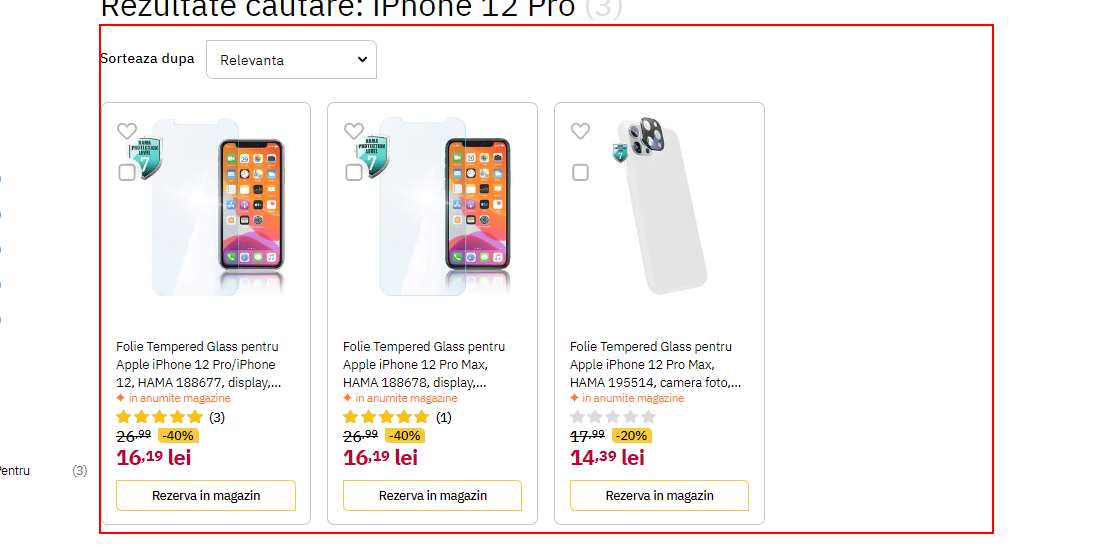 Rezultate cautare: iPhone 12 Pro (3)
Sorteaza dupa
Relevanta
HAMA
PROTECTION
LEVEL
7
Folie Tempered Glass pentru
Apple iPhone 12 Pro/iPhone
12, HAMA 188677, display,...
in anumite magazine
(3)
26,99 -40%
16,19 lei
Rezerva in magazin
HAMA
PROTECTION
LEVEL
7
Folie Tempered Glass pentru
Apple iPhone 12 Pro Max,
HAMA 188678, display,...
in anumite magazine
(1)
26,99 -40%
16,19 lei
Rezerva in magazin
7
Folie Tempered Glass pentru
Apple iPhone 12 Pro Max,
HAMA 195514, camera foto,...
in anumite magazine
17,99 -20%
14,39 lei
Rezerva in magazin
entru (3)